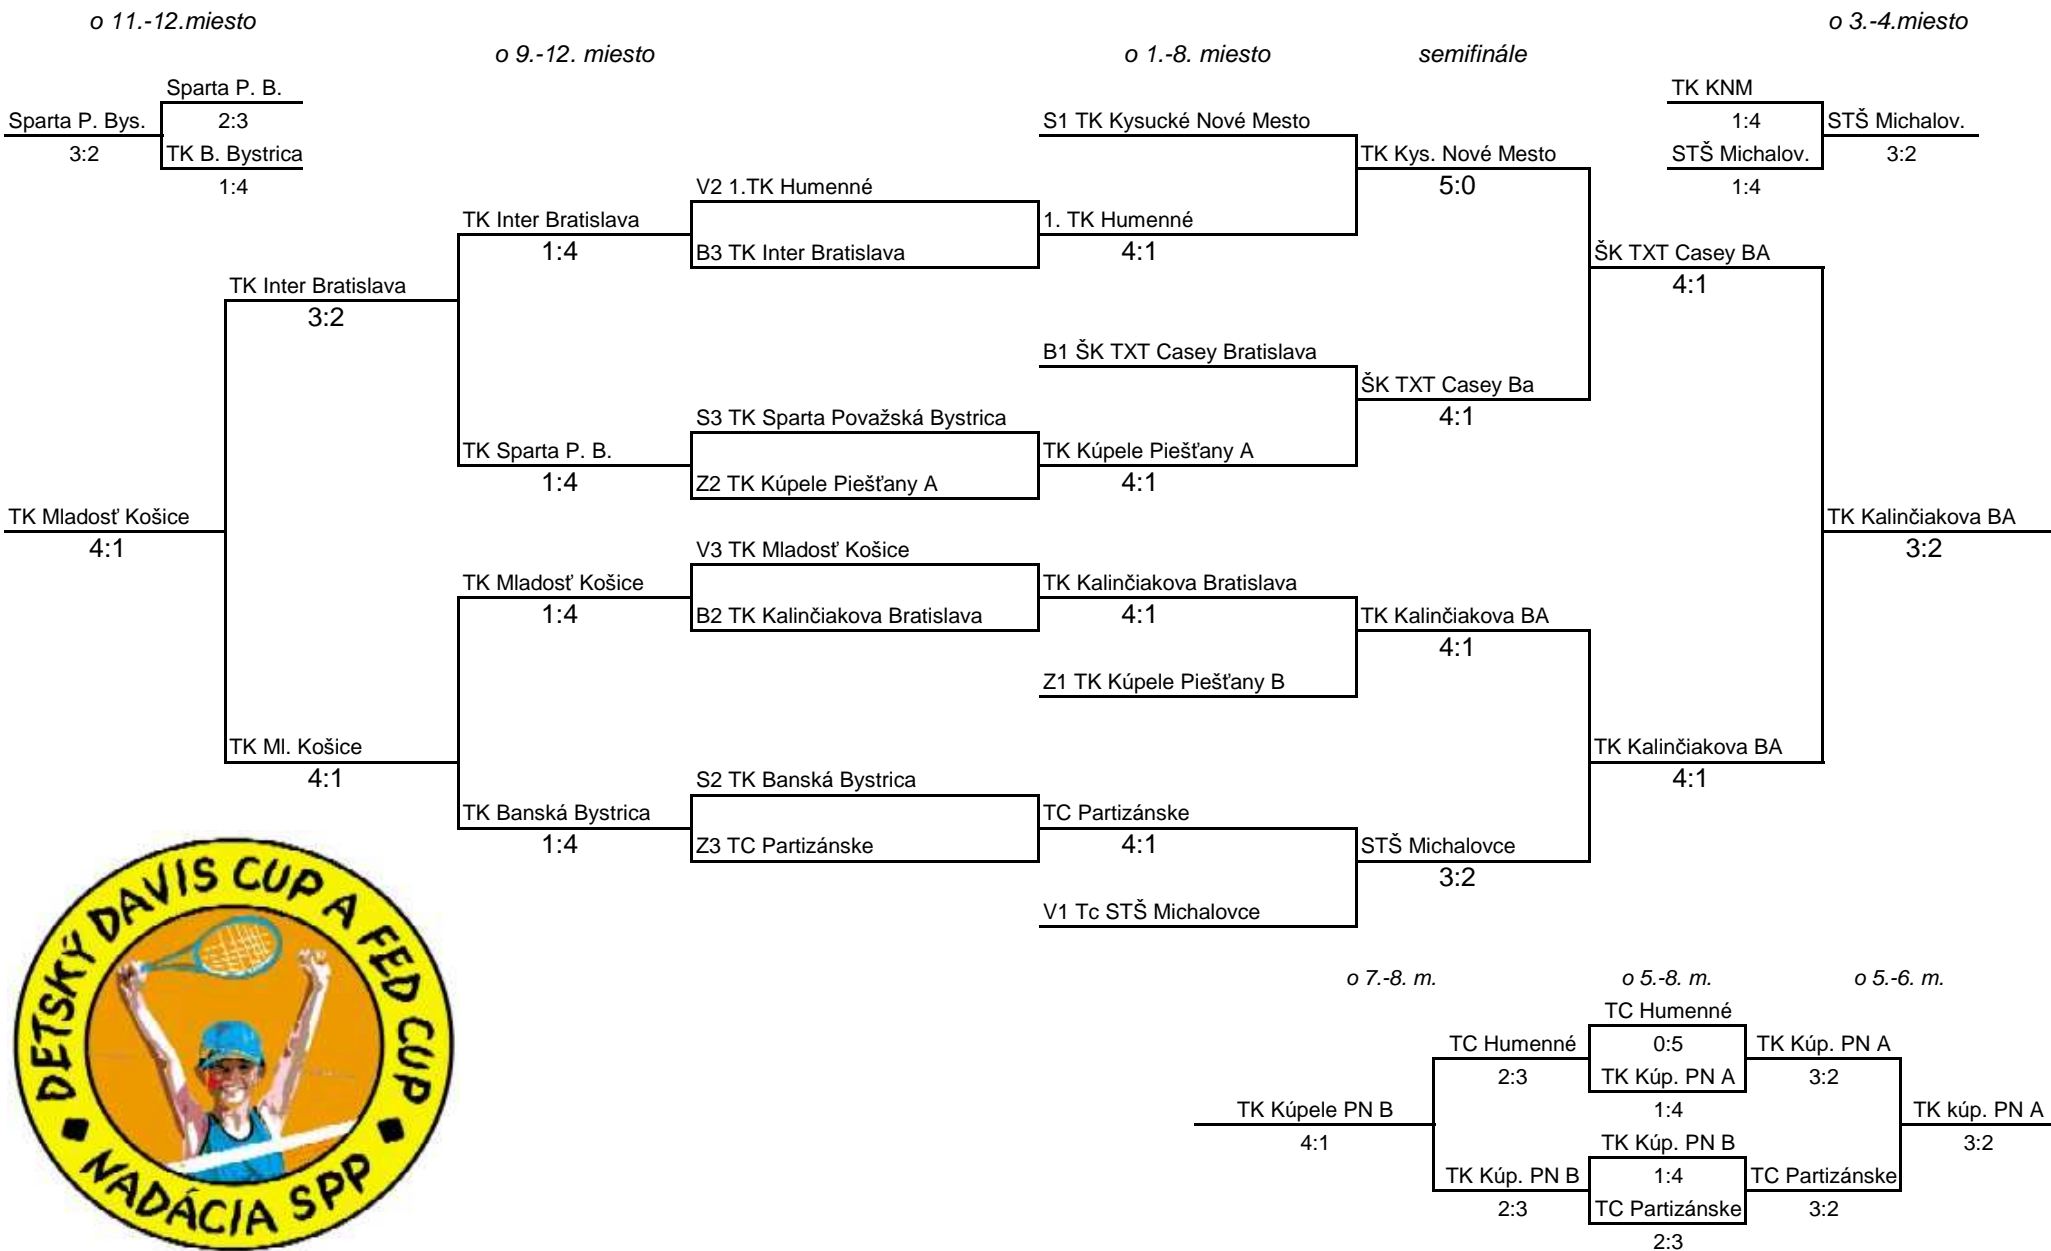 o 11.-12.miesto
o 3.-4.miesto
o 9.-12. miesto
o 1.-8. miesto
semifinále
Sparta P. B.
TK KNM
Sparta P. Bys.
2:3
S1 TK Kysucké Nové Mesto
1:4
STŠ Michalov.
3:2
TK B. Bystrica
TK Kys. Nové Mesto
STŠ Michalov.
3:2
1:4
V2 1.TK Humenné
5:0
1:4
TK Inter Bratislava
1. TK Humenné
1:4
B3 TK Inter Bratislava
4:1
ŠK TXT Casey BA
TK Inter Bratislava
4:1
3:2
B1 ŠK TXT Casey Bratislava
ŠK TXT Casey Ba
S3 TK Sparta Považská Bystrica
4:1
TK Sparta P. B.
TK Kúpele Piešťany A
1:4
Z2 TK Kúpele Piešťany A
4:1
TK Mladosť Košice
TK Kalinčiakova BA
4:1
V3 TK Mladosť Košice
3:2
TK Mladosť Košice
TK Kalinčiakova Bratislava
1:4
B2 TK Kalinčiakova Bratislava
4:1
TK Kalinčiakova BA
4:1
Z1 TK Kúpele Piešťany B
TK Ml. Košice
TK Kalinčiakova BA
4:1
S2 TK Banská Bystrica
4:1
TK Banská Bystrica
TC Partizánske
1:4
Z3 TC Partizánske
4:1
STŠ Michalovce
3:2
V1 Tc STŠ Michalovce
DETSKÝ DAVIS CUP A FED CUP
NADÁCIA SPP
o 7.-8. m.
o 5.-8. m.
o 5.-6. m.
TC Humenné
TC Humenné
0:5
TK Kúp. PN A
2:3
TK Kúp. PN A
3:2
TK Kúpele PN B
1:4
TK kúp. PN A
4:1
TK Kúp. PN B
3:2
TK Kúp. PN B
1:4
TC Partizánske
2:3
TC Partizánske
3:2
2:3